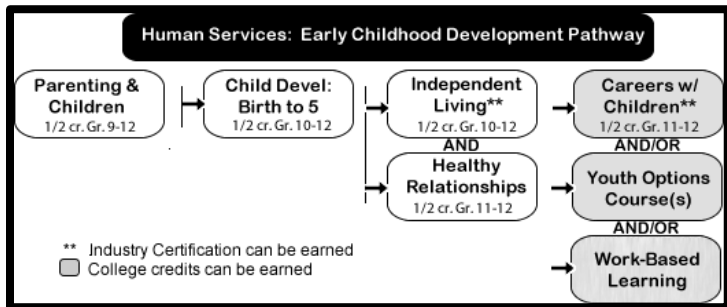 Human Services: Early Childhood Development Pathway
Parenting &
Children
1/2 cr. Gr. 9-12
Child Devel:
Birth to 5
1/2 cr. Gr. 10-12
Independent
Living**
1/2 cr. Gr. 10-12
AND
Healthy
Relationships
1/2 cr. Gr. 11-12
Careers w/
Children**
1/2 cr. Gr. 11-12
AND/OR
Youth Options
Course(s)
AND/OR
Work-Based
Learning
** Industry Certification can be earned
College credits can be earned